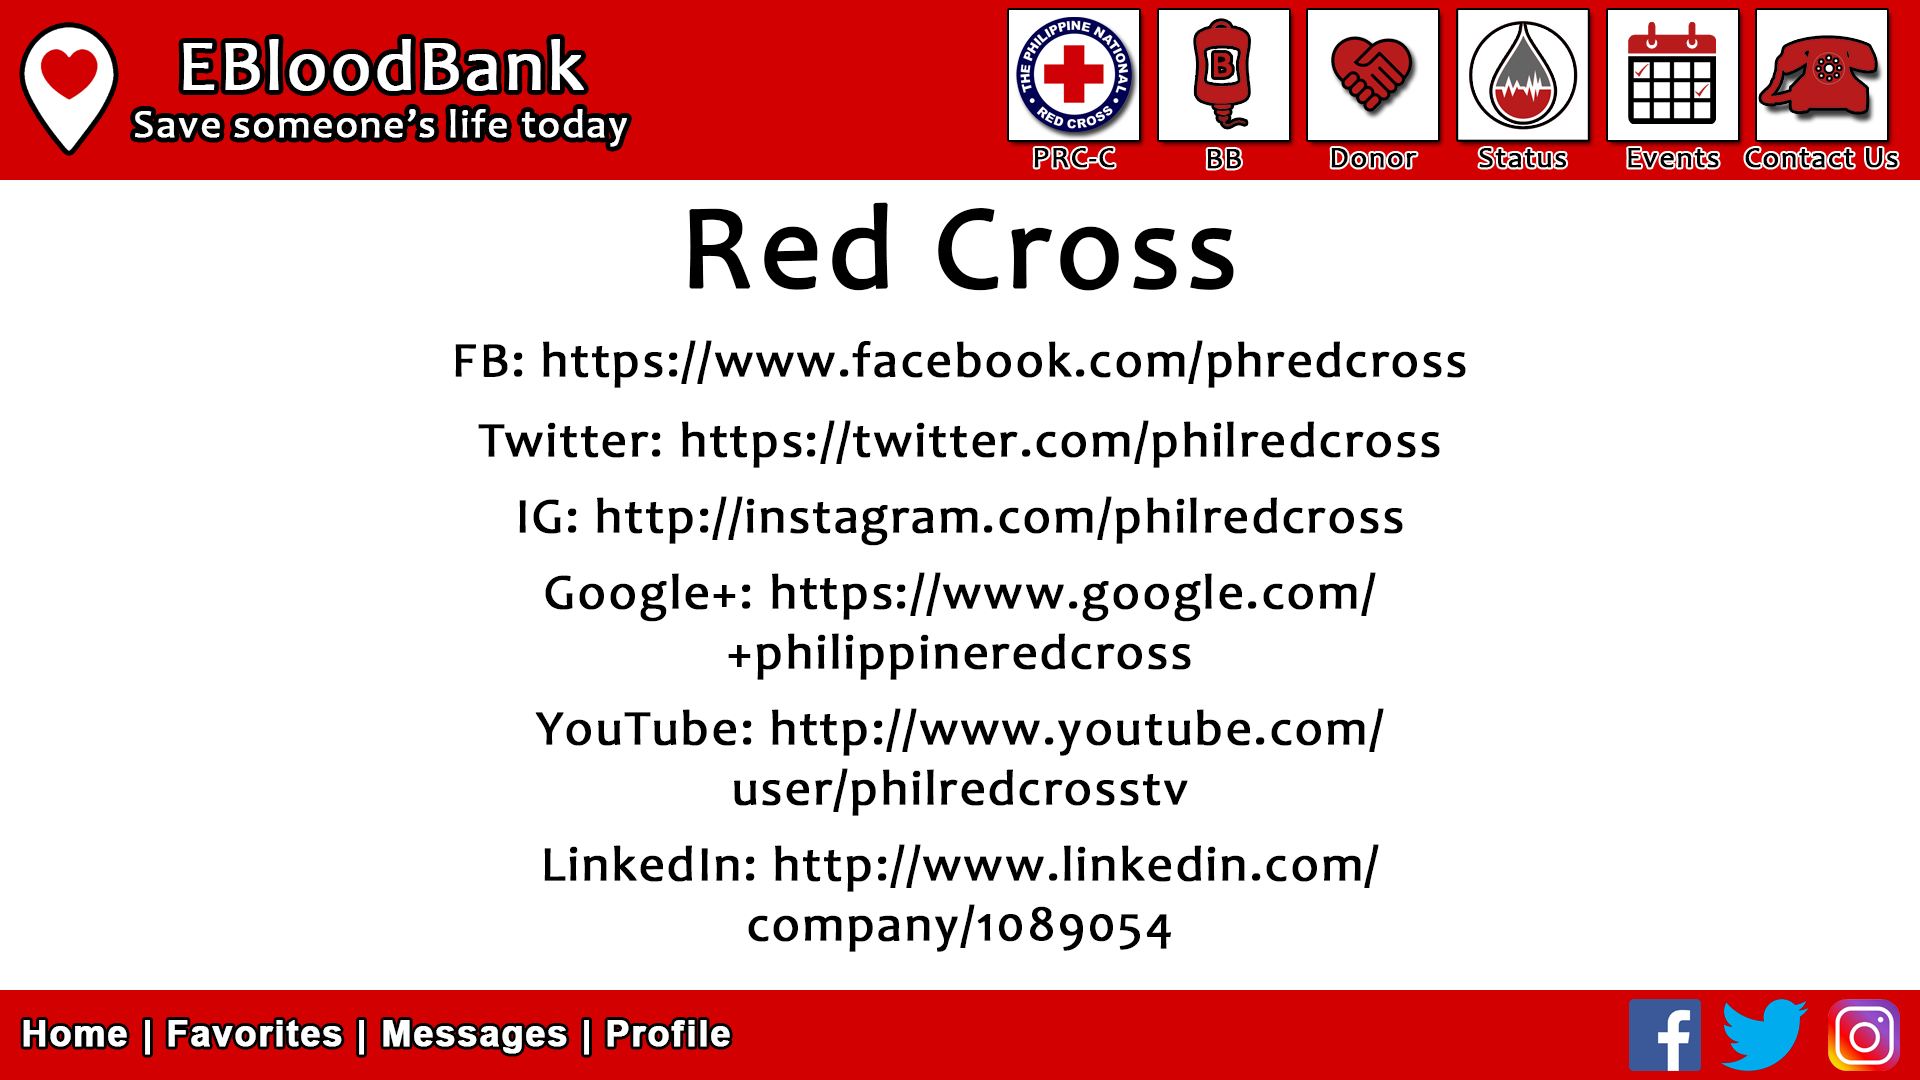 EBloodBank
Save someone's life today
THE PHILIPPINE NATIONAL
• RED CROSS •
B
PRC-C
BB
Donor
Status
Events
Contact Us
Red Cross
FB: https://www.facebook.com/phredcross
Twitter: https://twitter.com/philredcross
IG: http://instagram.com/philredcross
Google+: https://www.google.com/
+philippineredcross
YouTube: http://www.youtube.com/
user/philredcrosstv
LinkedIn: http://www.linkedin.com/
company/1089054
Home | Favorites | Messages | Profile